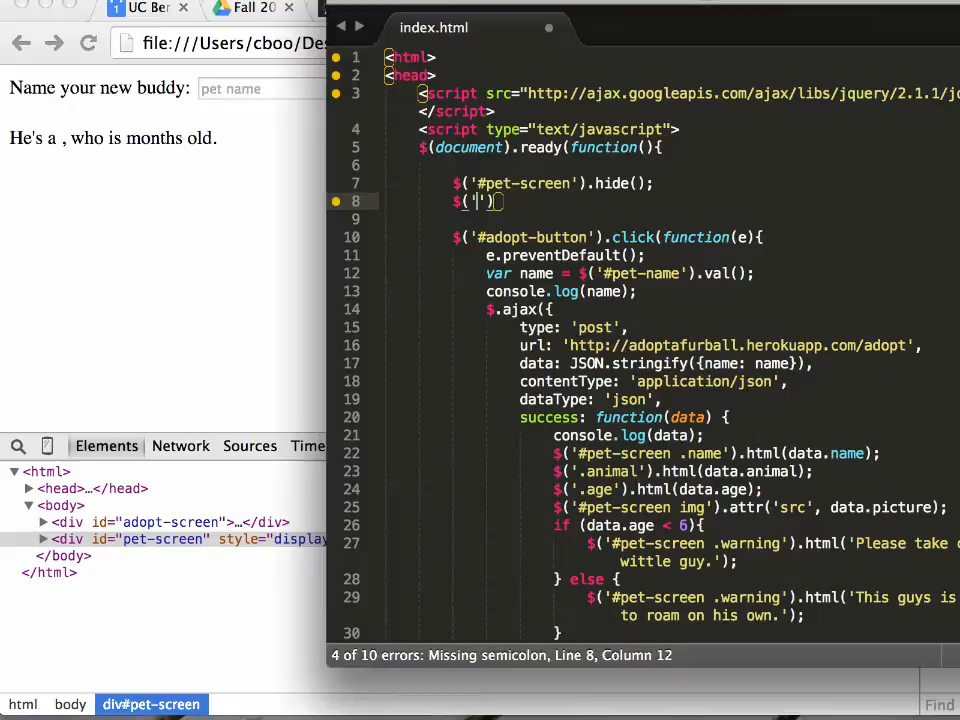 UC Ber
Fall 20
file:///Users/cboo/Des
Name your new buddy: pet name
He's a , who is months old.
Elements Network Sources Time
<html>
<head>…</head>
<body>
<div id="adopt-screen">…</div>
<div id="pet-screen" style="display
</body>
</html>
html body div#pet-screen
index.html
1 <html>
2 <head>
3 <script src="http://ajax.googleapis.com/ajax/libs/jquery/2.1.1/jq
</script>
4 <script type="text/javascript">
5 $(document).ready(function(){
6
7 $('#pet-screen').hide();
8 $('')
9
10 $('#adopt-button').click(function(e){
11 e.preventDefault();
12 var name = $('#pet-name').val();
13 console.log(name);
14 $.ajax({
15 type: 'post',
16 url: 'http://adoptafurball.herokuapp.com/adopt',
17 data: JSON.stringify({name: name}),
18 contentType: 'application/json',
19 dataType: 'json',
20 success: function(data) {
21 console.log(data);
22 $('#pet-screen .name').html(data.name);
23 $('.animal').html(data.animal);
24 $('.age').html(data.age);
25 $('#pet-screen img').attr('src', data.picture);
26 if (data.age < 6){
27 $('#pet-screen .warning').html('Please take
wittle guy.');
28 } else {
29 $('#pet-screen .warning').html('This guys is
to roam on his own.');
30 }
4 of 10 errors: Missing semicolon, Line 8, Column 12
Find